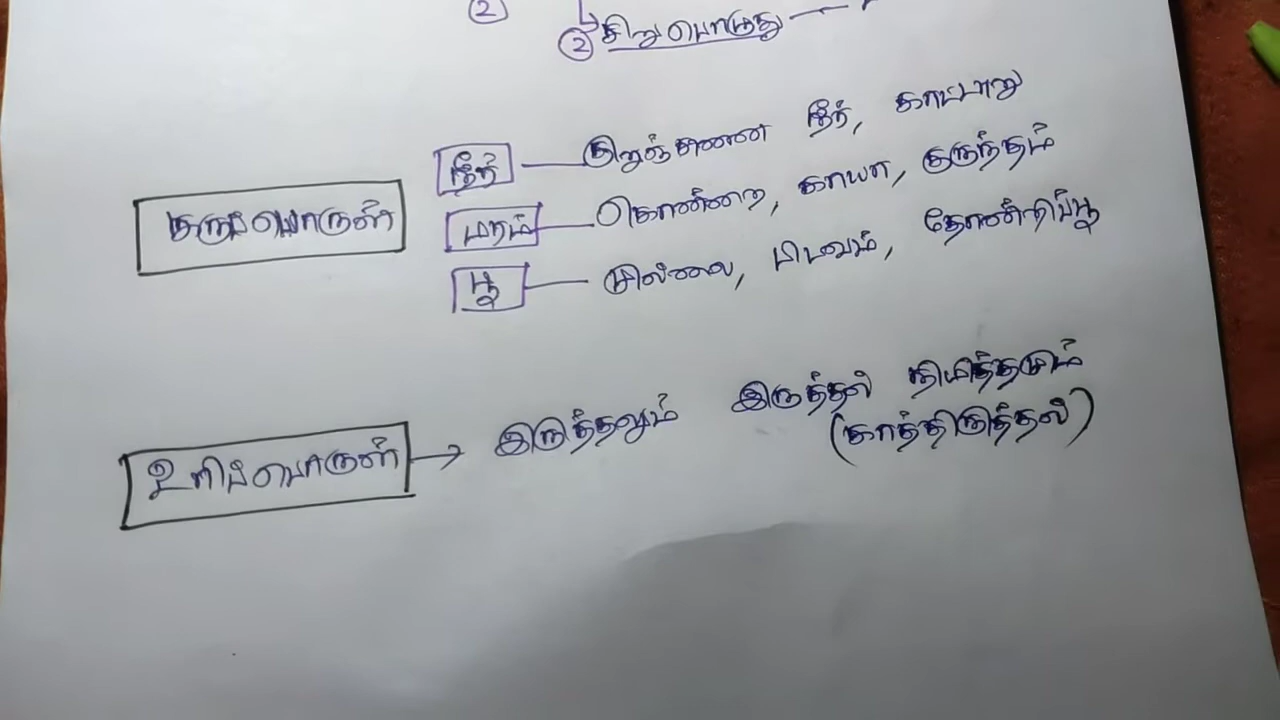 ②
② சிறுபொழுது
நீர் குறுஞ்சுனை நீர், காட்டாறு
கருப்பொருள்
மரம் கொன்றை, காயா, குருந்தம்
பூ முல்லை, பிடவம், தோன்றிப்பூ
உரிப்பொருள் → இருத்தலும் இருத்தல் நிமித்தமும்
(காத்திருத்தல்)